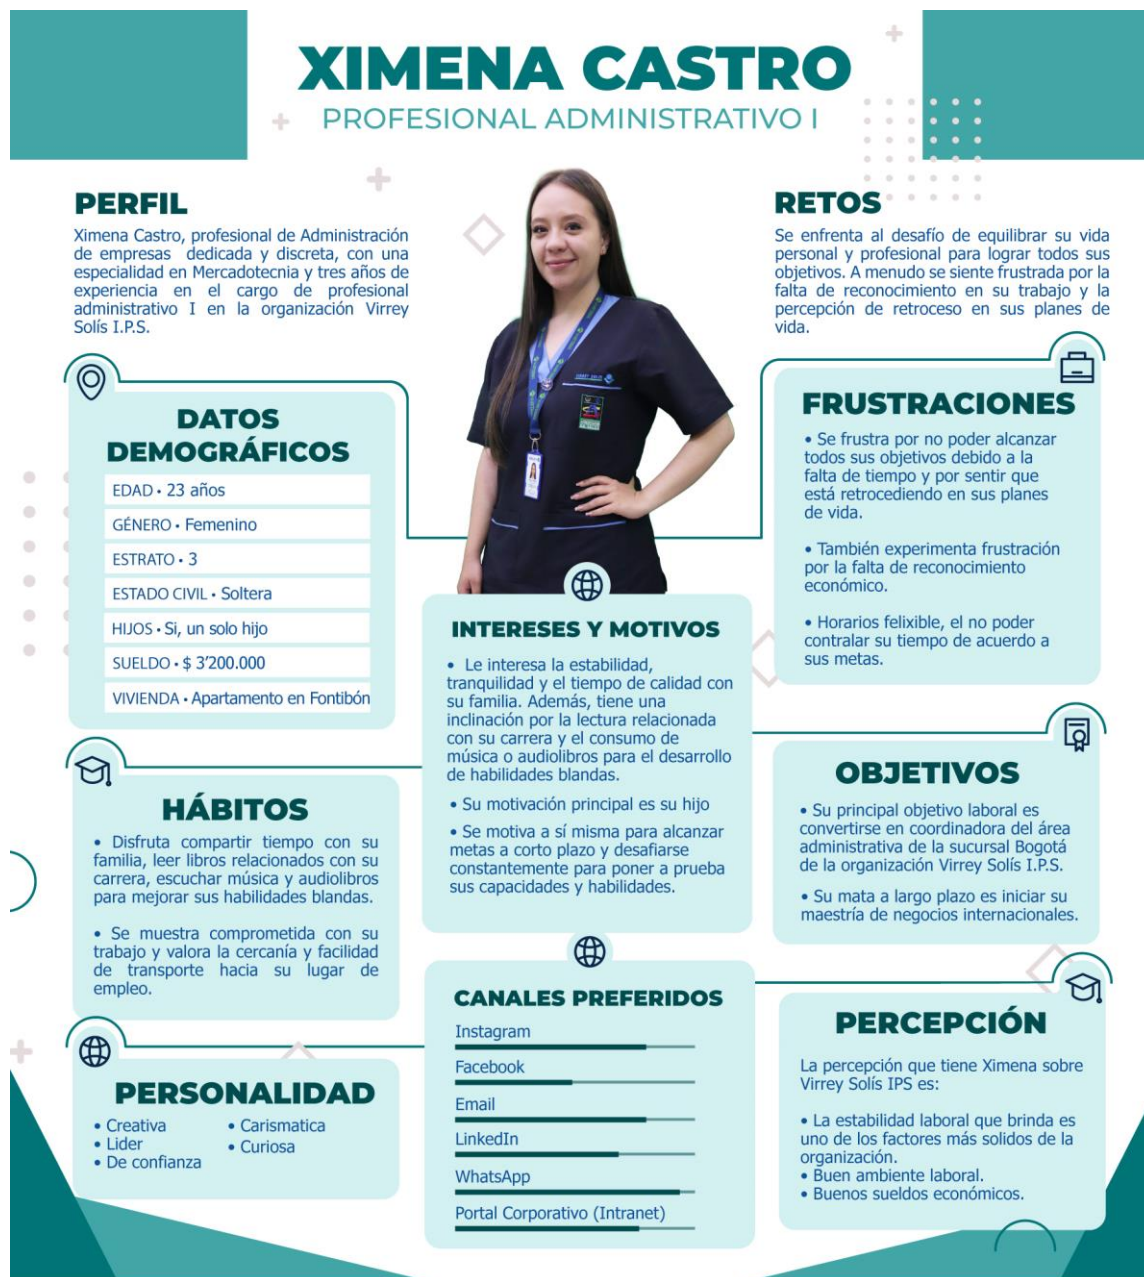 XIMENA CASTRO
PROFESIONAL ADMINISTRATIVO I
PERFIL
Ximena Castro, profesional de Administración
de empresas dedicada y discreta, con una
especialidad en Mercadotecnia y tres años de
experiencia en el cargo de profesional
administrativo I en la organización Virrey
Solís I.P.S.
RETOS
Se enfrenta al desafío de equilibrar su vida
personal y profesional para lograr todos sus
objetivos. A menudo se siente frustrada por la
falta de reconocimiento en su trabajo y la
percepción de retroceso en sus planes de
vida.
DATOS
DEMOGRÁFICOS
EDAD • 23 años
GÉNERO • Femenino
ESTRATO • 3
ESTADO CIVIL • Soltera
HIJOS • Si, un solo hijo
SUELDO • $ 3'200.000
VIVIENDA • Apartamento en Fontibón
FRUSTRACIONES
• Se frustra por no poder alcanzar
todos sus objetivos debido a la
falta de tiempo y por sentir que
está retrocediendo en sus planes
de vida.
• También experimenta frustración
por la falta de reconocimiento
económico.
• Horarios felixible, el no poder
contralar su tiempo de acuerdo a
sus metas.
INTERESES Y MOTIVOS
• Le interesa la estabilidad,
tranquilidad y el tiempo de calidad con
su familia. Además, tiene una
inclinación por la lectura relacionada
con su carrera y el consumo de
música o audiolibros para el desarrollo
de habilidades blandas.
• Su motivación principal es su hijo
• Se motiva a sí misma para alcanzar
metas a corto plazo y desafiarse
constantemente para poner a prueba
sus capacidades y habilidades.
HÁBITOS
• Disfruta compartir tiempo con su
familia, leer libros relacionados con su
carrera, escuchar música y audiolibros
para mejorar sus habilidades blandas.
• Se muestra comprometida con su
trabajo y valora la cercanía y facilidad
de transporte hacia su lugar de
empleo.
OBJETIVOS
• Su principal objetivo laboral es
convertirse en coordinadora del área
administrativa de la sucursal Bogotá
de la organización Virrey Solís I.P.S.
• Su mata a largo plazo es iniciar su
maestría de negocios internacionales.
CANALES PREFERIDOS
Instagram
Facebook
Email
LinkedIn
WhatsApp
Portal Corporativo (Intranet)
PERSONALIDAD
• Creativa
• Lider
• De confianza
• Carismatica
• Curiosa
PERCEPCIÓN
La percepción que tiene Ximena sobre
Virrey Solís IPS es:
• La estabilidad laboral que brinda es
uno de los factores más solidos de la
organización.
• Buen ambiente laboral.
• Buenos sueldos económicos.